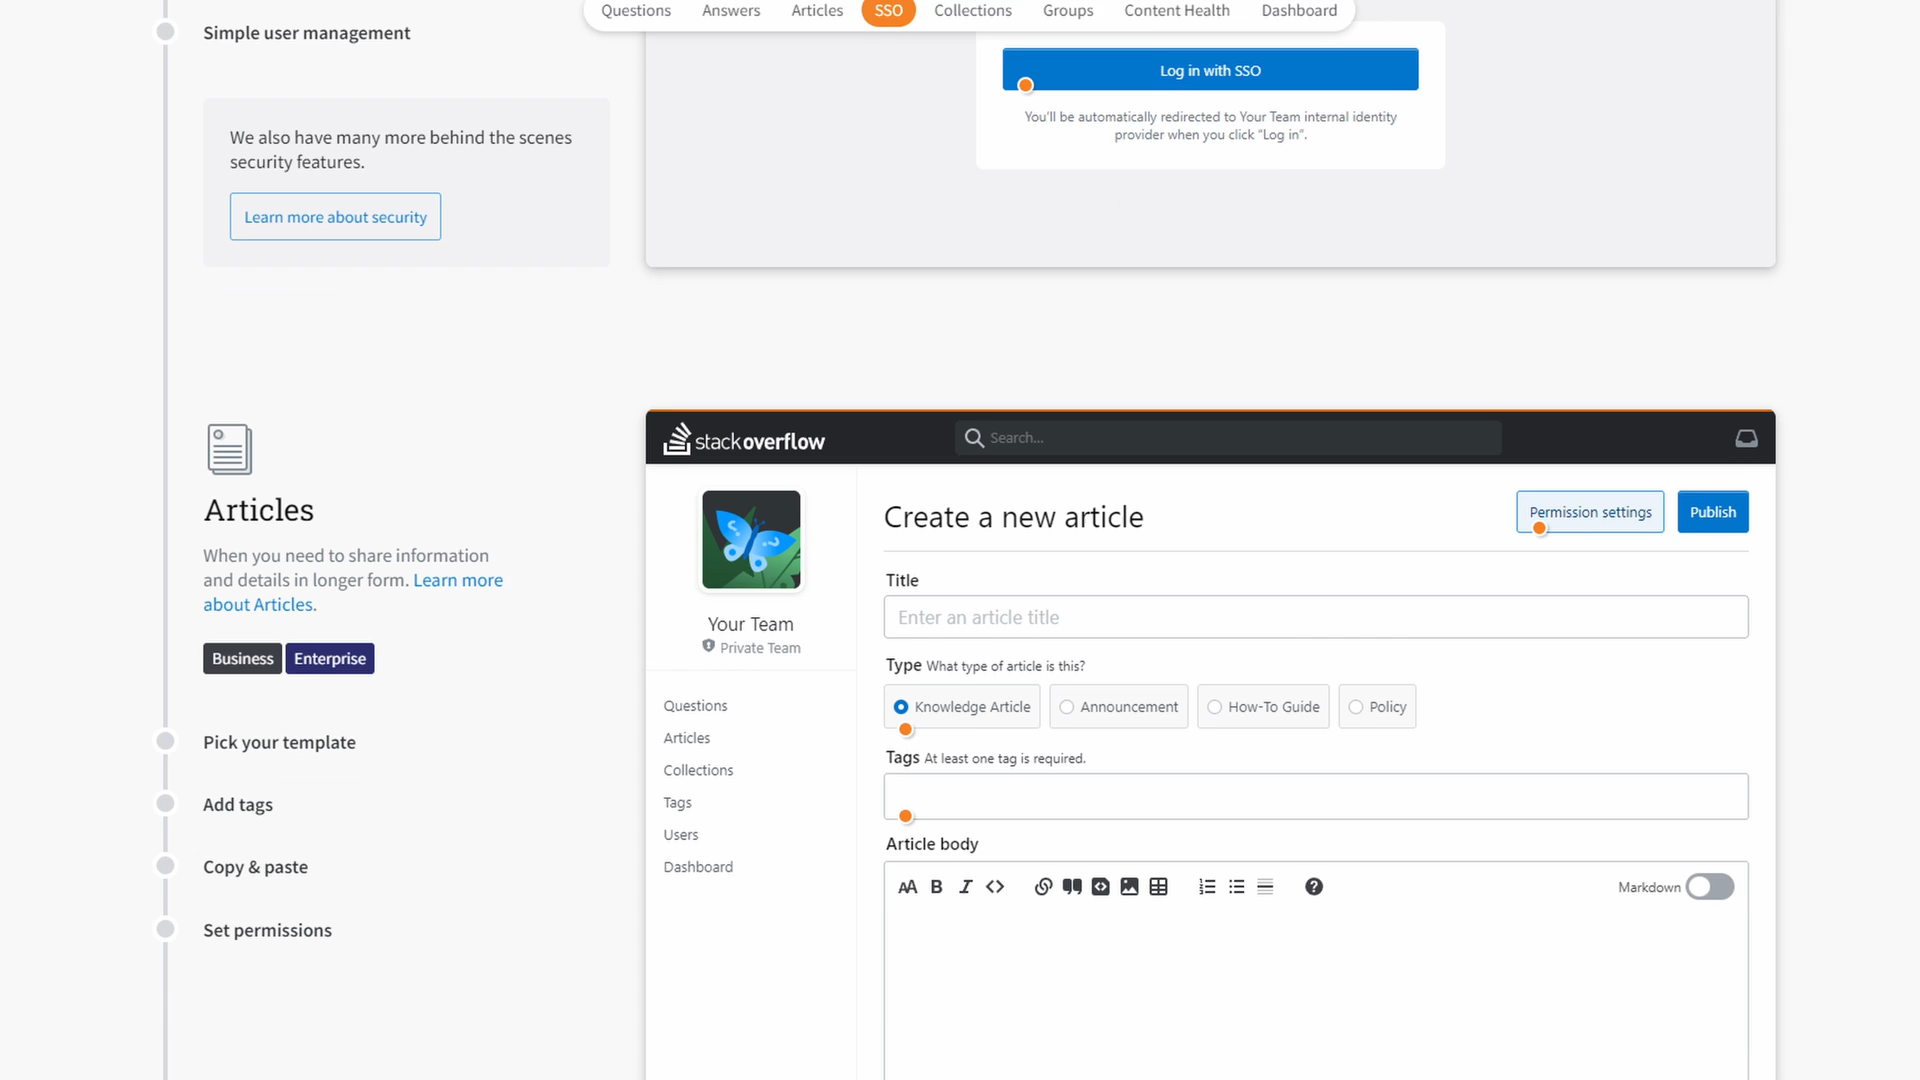 Questions Answers Articles SSO Collections Groups Content Health Dashboard
Simple user management
We also have many more behind the scenes
security features.
Learn more about security
Log in with SSO
You'll be automatically redirected to Your Team internal identity
provider when you click “Log in”.
Articles
When you need to share information
and details in longer form. Learn more
about Articles.
Business Enterprise
Pick your template
Add tags
Copy & paste
Set permissions
stackoverflow
Search...
Your Team
Private Team
Questions
Articles
Collections
Tags
Users
Dashboard
Create a new article
Permission settings
Publish
Title
Enter an article title
Type What type of article is this?
Knowledge Article Announcement How-To Guide Policy
Tags At least one tag is required.
Article body
AA B I
Markdown